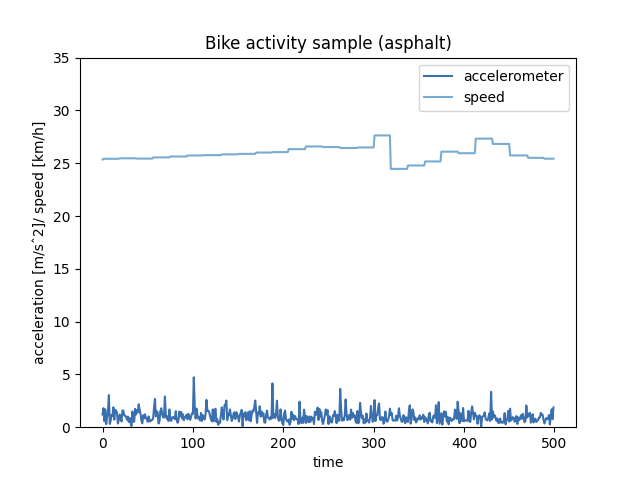 Bike activity sample (asphalt)
accelerometer
speed
35
30
25
20
15
10
5
0
acceleration [m/s^2]/ speed [km/h]
0 100 200 300 400 500
time